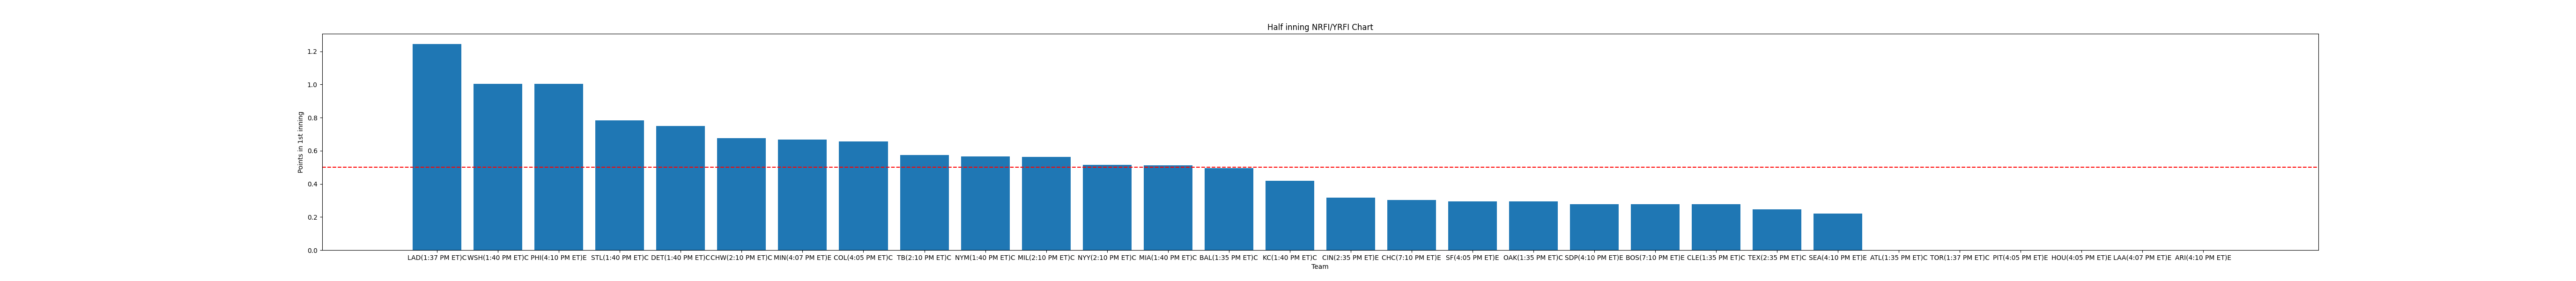 Half inning NRFI/YRFI Chart
1.2
1.0
0.8
0.6
0.4
0.2
0.0
Points in 1st inning
LAD(1:37 PM ET)C WSH(1:40 PM ET)C PHI(4:10 PM ET)E STL(1:40 PM ET)C DET(1:40 PM ET)C CHW(2:10 PM ET)C MIN(4:07 PM ET)E COL(4:05 PM ET)C TB(2:10 PM ET)C NYM(1:40 PM ET)C MIL(2:10 PM ET)C NYY(2:10 PM ET)C MIA(1:40 PM ET)C BAL(1:35 PM ET)C KC(1:40 PM ET)C CIN(2:35 PM ET)E CHC(7:10 PM ET)E SF(4:05 PM ET)E OAK(1:35 PM ET)C SDP(4:10 PM ET)E BOS(7:10 PM ET)E CLE(1:35 PM ET)C TEX(2:35 PM ET)C SEA(4:10 PM ET)E ATL(1:35 PM ET)C TOR(1:37 PM ET)C PIT(4:05 PM ET)E HOU(4:05 PM ET)E LAA(4:07 PM ET)E ARI(4:10 PM ET)E
Team